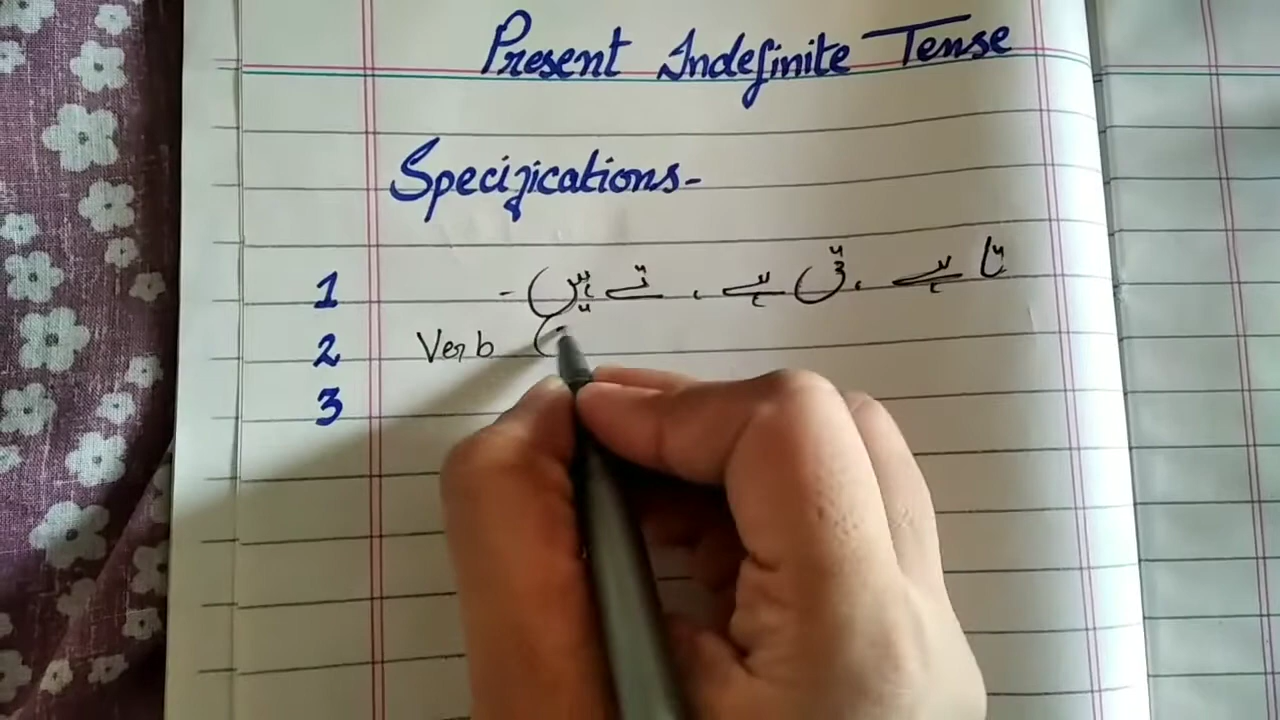 Present Indefinite Tense
Specifications-
1 تا ہے ، تی ہے ، تے ہیں -
2 Verb (
3